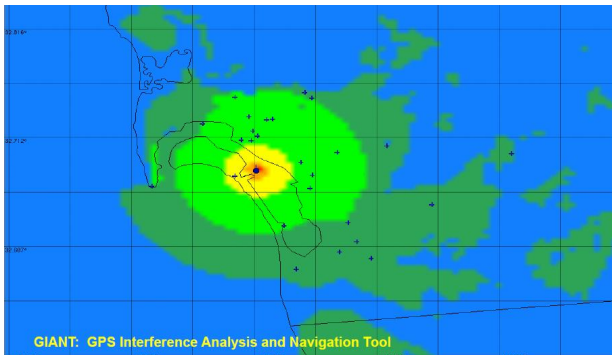 32.816°
32.712°
32.607°
GIANT: GPS Interference Analysis and Navigation Tool